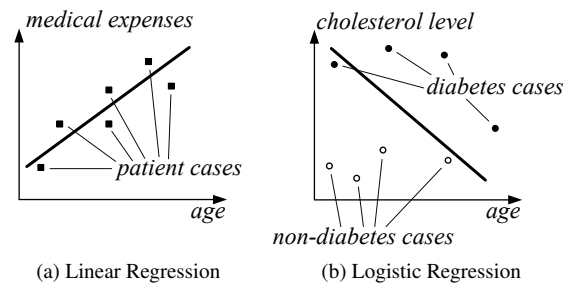 medical expenses
patient cases
age
(a) Linear Regression
cholesterol level
diabetes cases
age
non-diabetes cases
(b) Logistic Regression